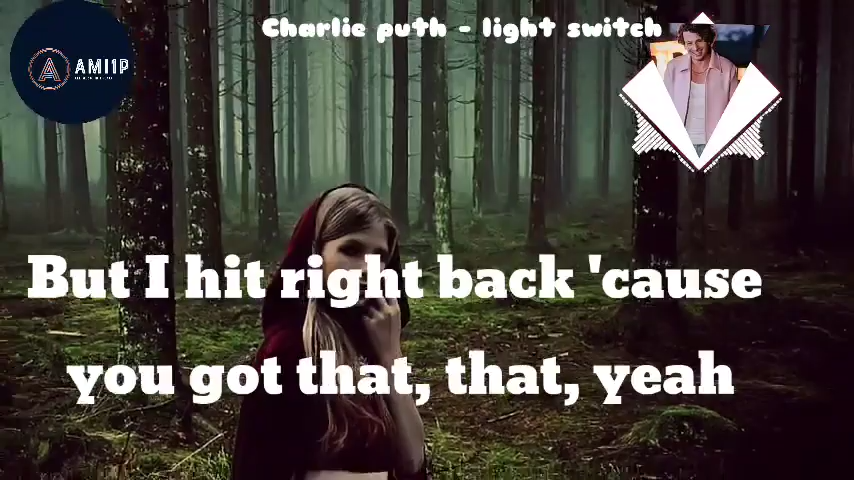 Charlie puth - light switch
AMI1P
But I hit right back 'cause
you got that, that, yeah